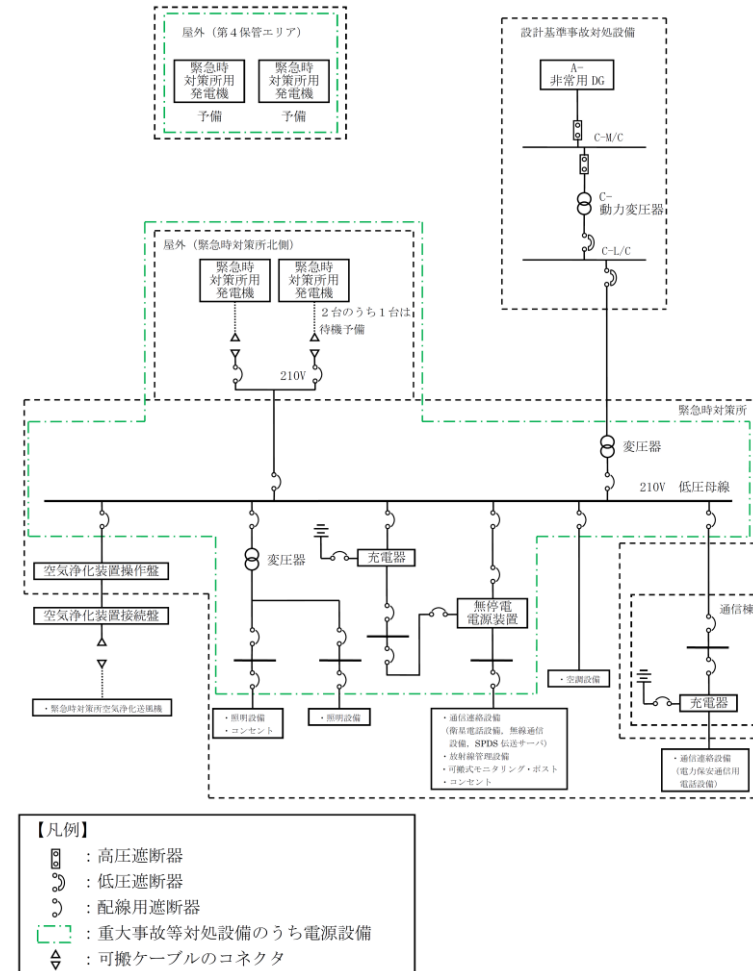 屋外（第４保管エリア）
緊急時
対策所用
発電機
緊急時
対策所用
発電機
予備
予備
設計基準事故対処設備
A-
非常用 DG
C-M/C
C-
動力変圧器
C-L/C
屋外（緊急時対策所北側）
緊急時
対策所用
発電機
緊急時
対策所用
発電機
２台のうち１台は
待機予備
210V
緊急時対策所
変圧器
210V 低圧母線
空気浄化装置操作盤
空気浄化装置接続盤
・緊急時対策所空気浄化送風機
変圧器
充電器
無停電
電源装置
・照明設備
・コンセント
・照明設備
・通信連絡設備
（衛星電話設備，無線通信
設備，SPDS 伝送サーバ）
・放射線管理設備
・可搬式モニタリング・ポスト
・コンセント
・空調設備
通信棟
充電器
・通信連絡設備
（電力保安通信用
電話設備）
【凡例】
：高圧遮断器
：低圧遮断器
：配線用遮断器
：重大事故等対処設備のうち電源設備
：可搬ケーブルのコネクタ